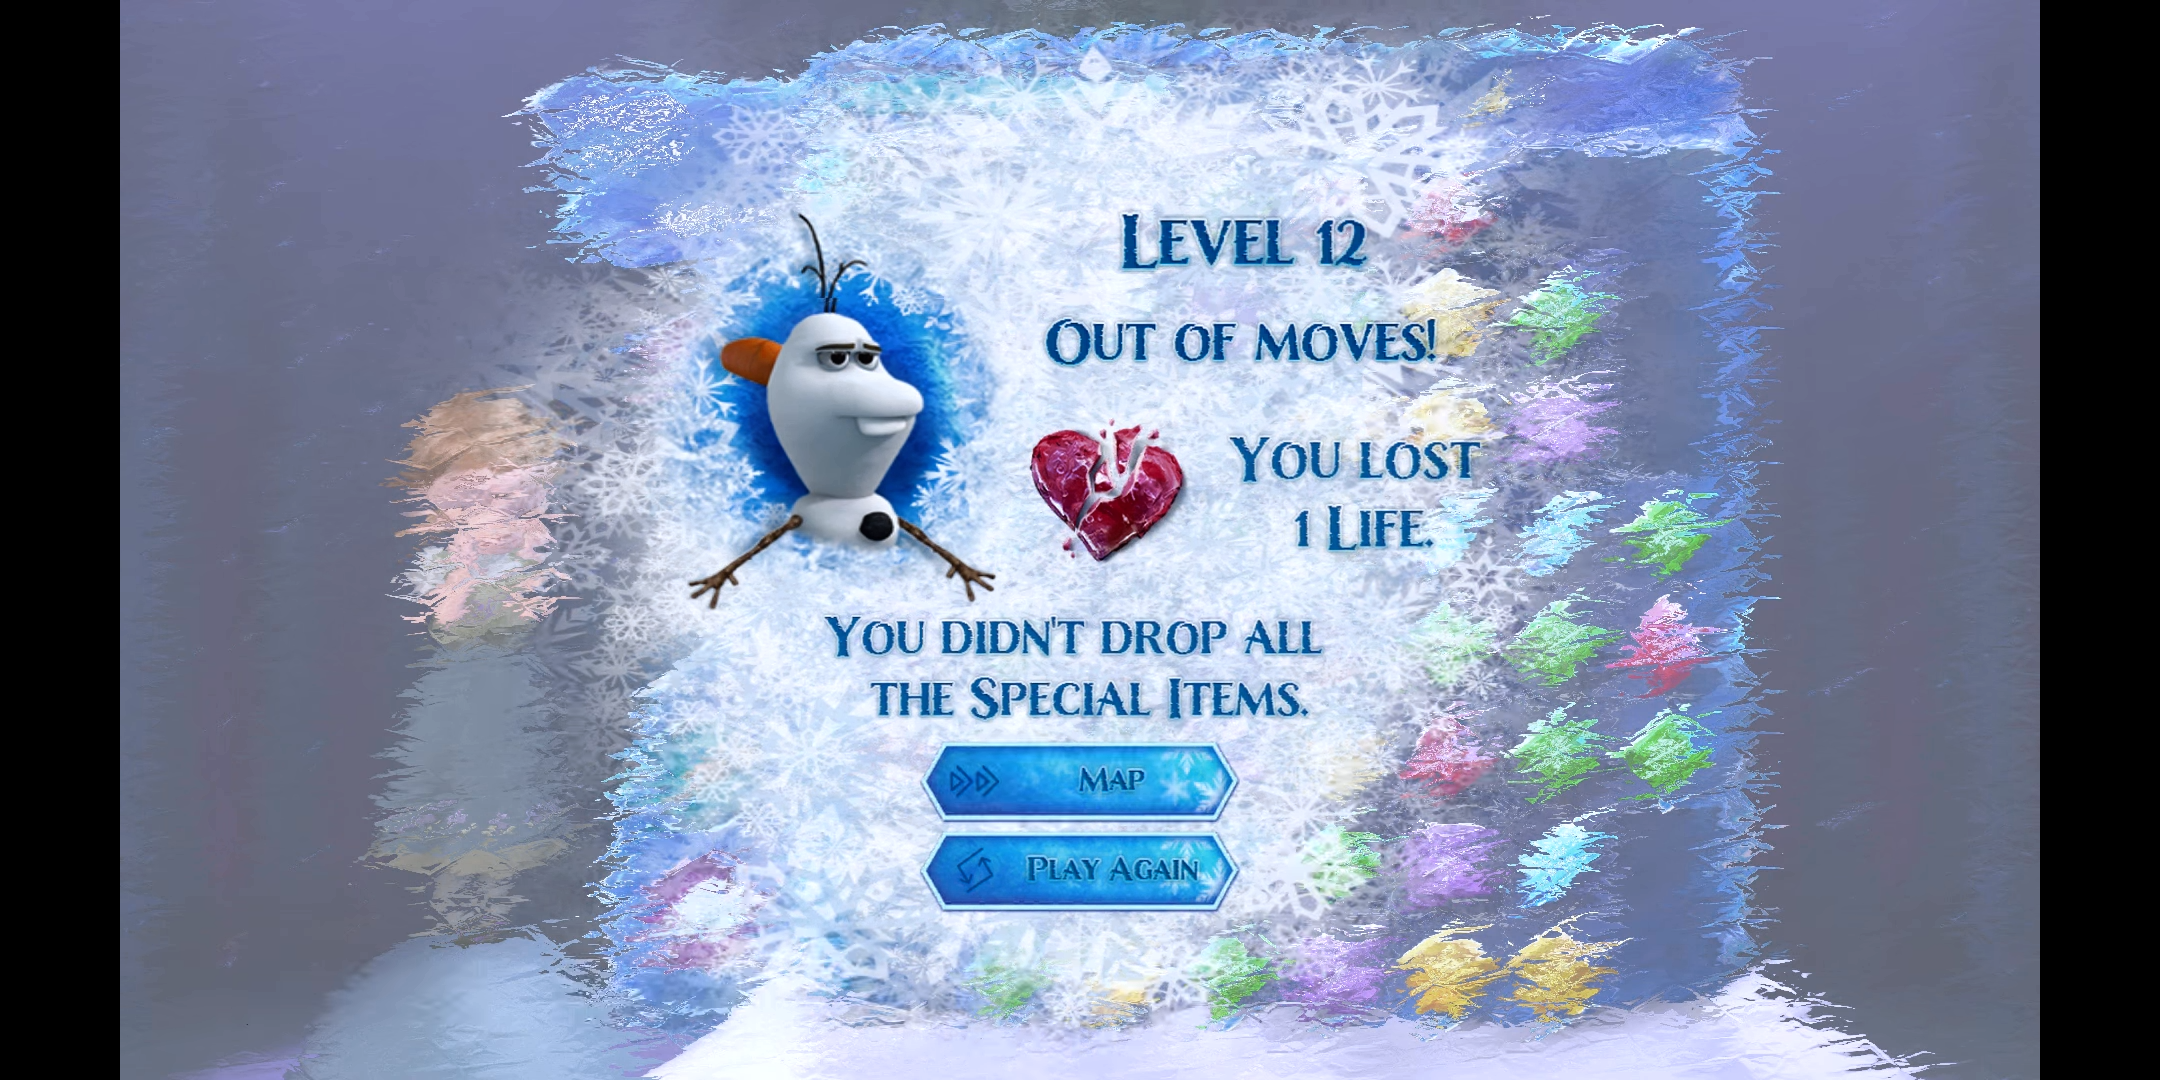 LEVEL 12
OUT OF MOVES!
YOU LOST
1 LIFE.
YOU DIDN'T DROP ALL
THE SPECIAL ITEMS.
MAP
PLAY AGAIN